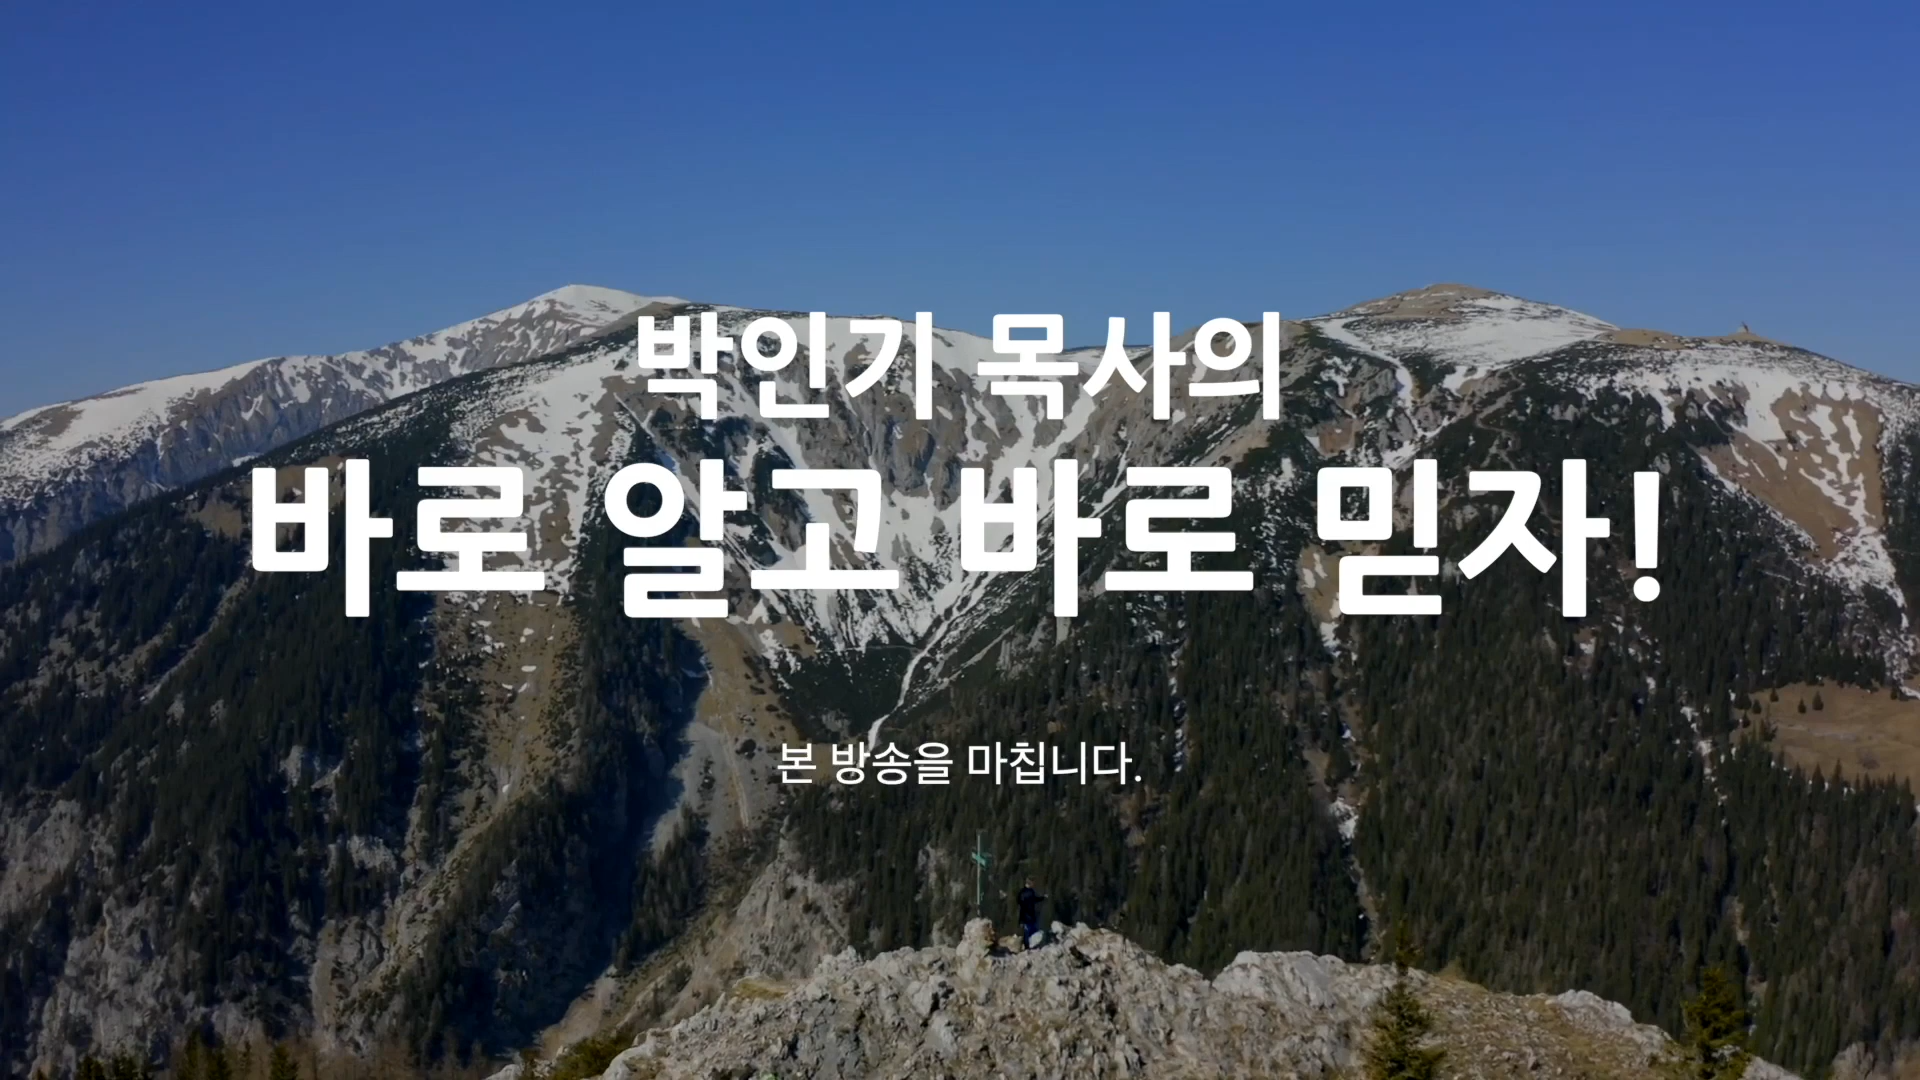 박인기 목사의
바로 알고 바로 믿자!
본 방송을 마칩니다.